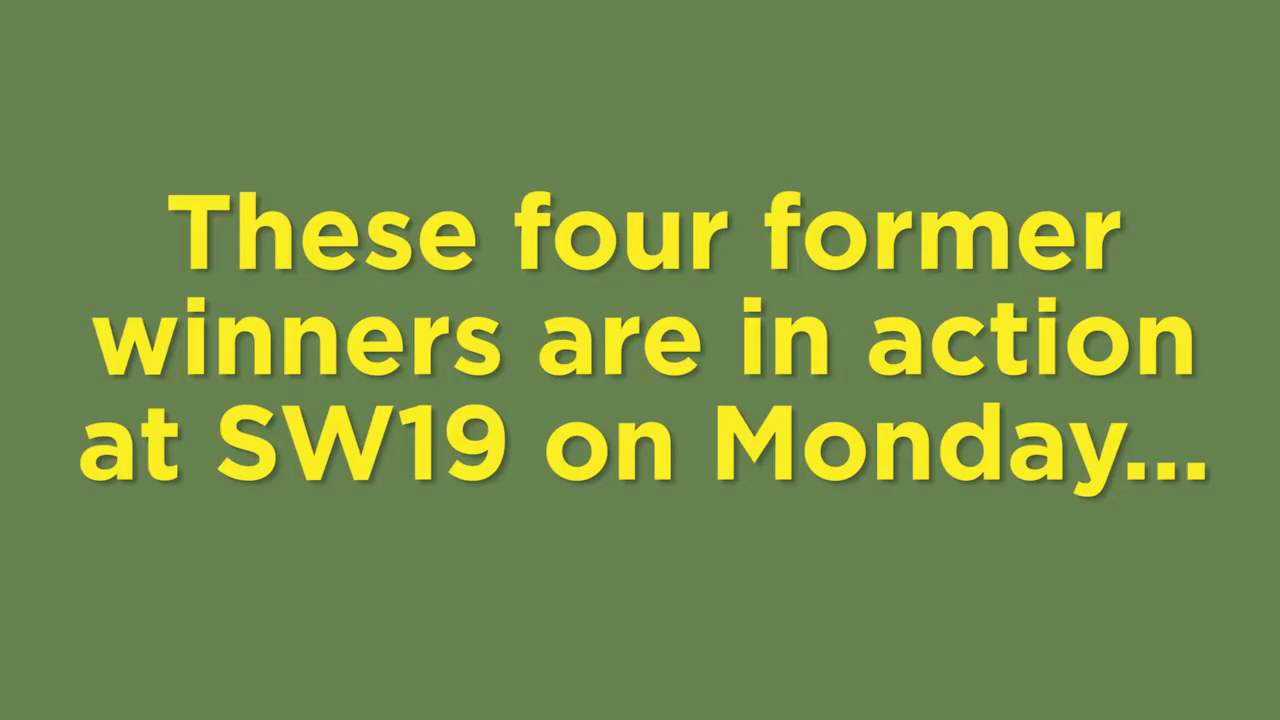 These four former
winners are in action
at SW19 on Monday...